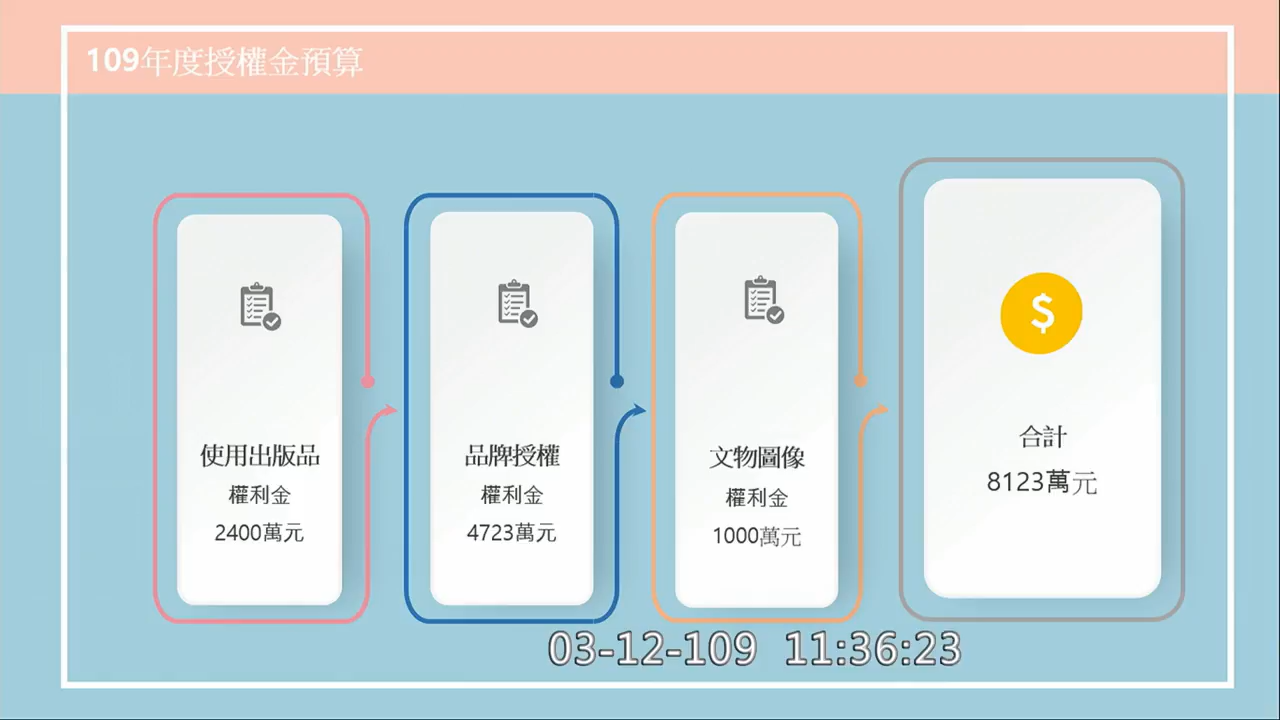 109年度授權金預算
使用出版品
權利金
2400萬元
品牌授權
權利金
4723萬元
文物圖像
權利金
1000萬元
$
合計
8123萬元
03-12-109 11:36:23